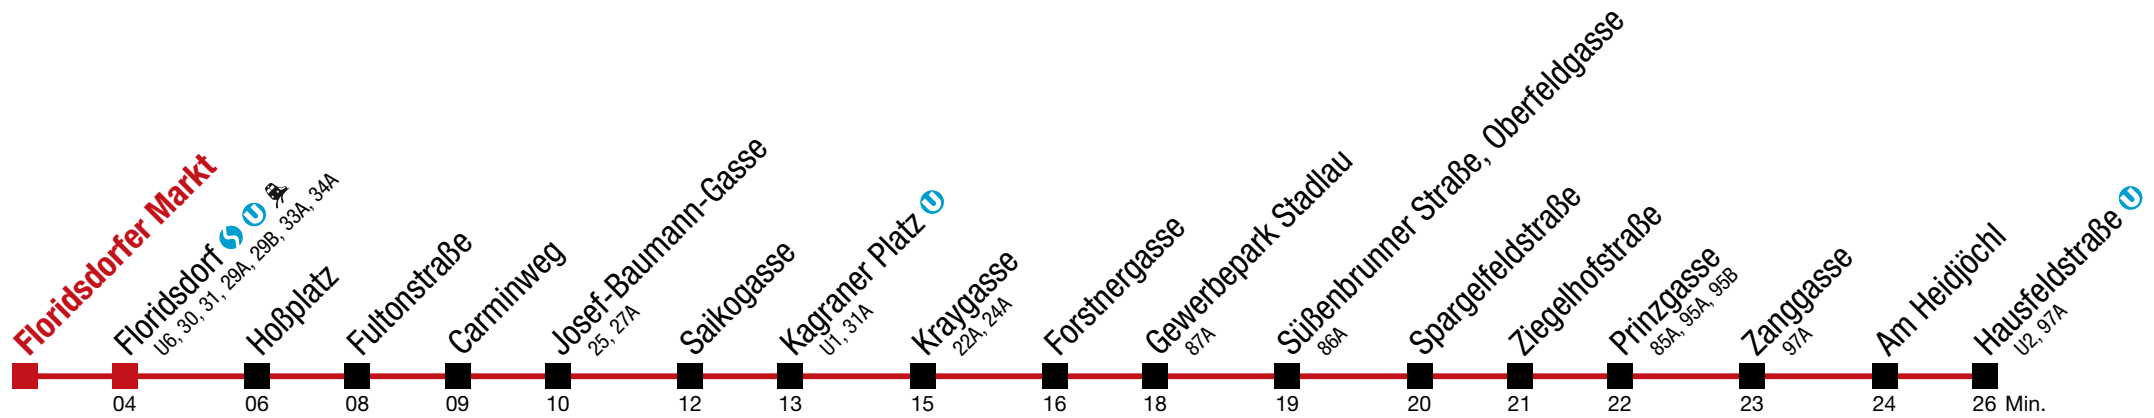 Floridsdorfer Markt
Floridsdorf
U6, 30, 31, 29A, 29B, 33A, 34A
Hoßplatz
Fultonstraße
Carminweg
Josef-Baumann-Gasse
25, 27A
Saikogasse
Kagraner Platz U
U1, 31A
Kraygasse
22A, 24A
Forstnergasse
Gewerbepark Stadlau
87A
Süßenbrunner Straße, Oberfeldgasse
86A
Spargelfeldstraße
Ziegelhofstraße
Prinzgasse
85A, 95A, 95B
Zanggasse
97A
Am Heidjöchl
Hausfeldstraße U
U2, 97A
04 06 08 09 10 12 13 15 16 18 19 20 21 22 23 24 26 Min.